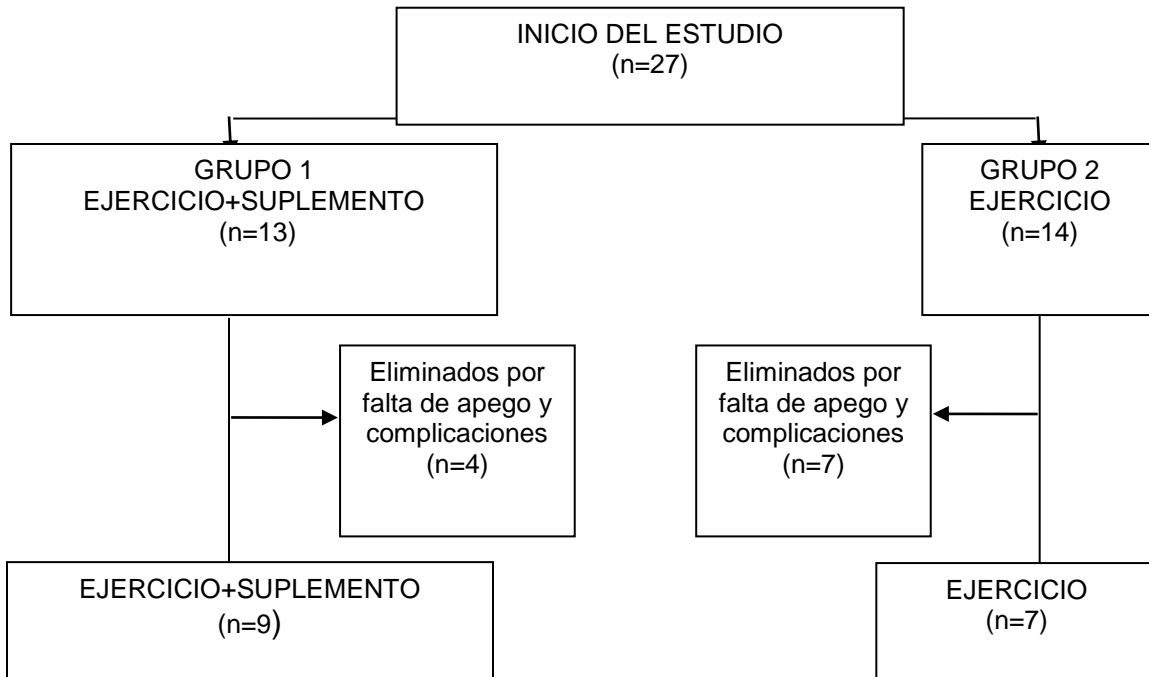 INICIO DEL ESTUDIO
(n=27)
GRUPO 1
EJERCICIO+SUPLEMENTO
(n=13)
GRUPO 2
EJERCICIO
(n=14)
Eliminados por
falta de apego y
complicaciones
(n=4)
Eliminados por
falta de apego y
complicaciones
(n=7)
EJERCICIO+SUPLEMENTO
(n=9)
EJERCICIO
(n=7)